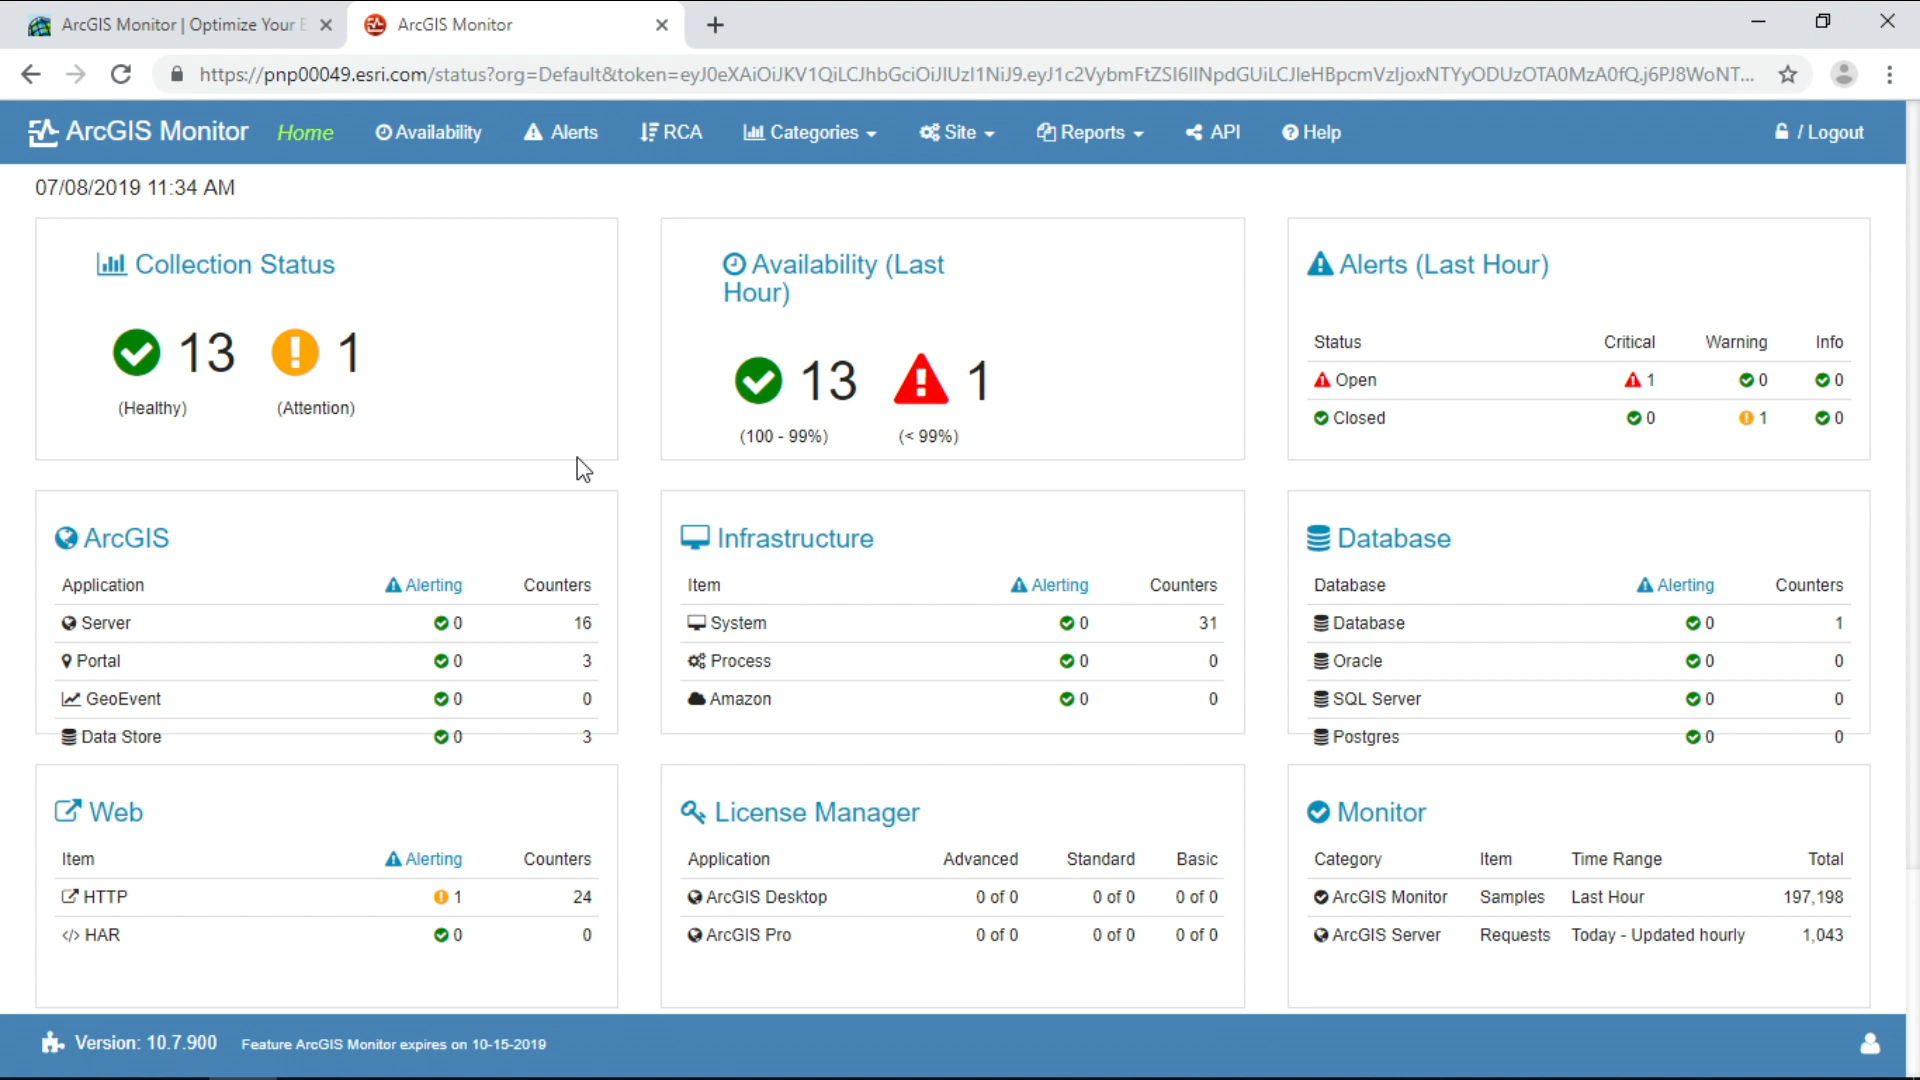 ArcGIS Monitor | Optimize Your E
ArcGIS Monitor
https://pnp00049.esri.com/status?org=Default&token=eyJ0eXAiOiJKV1QiLCJhbGciOiJIUzI1NiJ9.eyJ1c2VybmFtZSI6IlNpdGUiLCJleHBpcmVzIjoxNTYyODUzOTA0MzA0fQ.j6PJ8WoNT...
ArcGIS Monitor Home Availability Alerts RCA Categories Site Reports API Help / Logout
07/08/2019 11:34 AM
Collection Status
13 1
(Healthy) (Attention)
Availability (Last
Hour)
13 1
(100 - 99%) (< 99%)
Alerts (Last Hour)
Status Critical Warning Info
Open 1 0 0
Closed 0 1 0
ArcGIS
Application Alerting Counters
Server 0 16
Portal 0 3
GeoEvent 0 0
Data Store 0 3
Infrastructure
Item Alerting Counters
System 0 31
Process 0 0
Amazon 0 0
Database
Database Alerting Counters
Database 0 1
Oracle 0 0
SQL Server 0 0
Postgres 0 0
Web
Item Alerting Counters
HTTP 1 24
HAR 0 0
License Manager
Application Advanced Standard Basic
ArcGIS Desktop 0 of 0 0 of 0 0 of 0
ArcGIS Pro 0 of 0 0 of 0 0 of 0
Monitor
Category Item Time Range Total
ArcGIS Monitor Samples Last Hour 197,198
ArcGIS Server Requests Today - Updated hourly 1,043
Version: 10.7.900 Feature ArcGIS Monitor expires on 10-15-2019